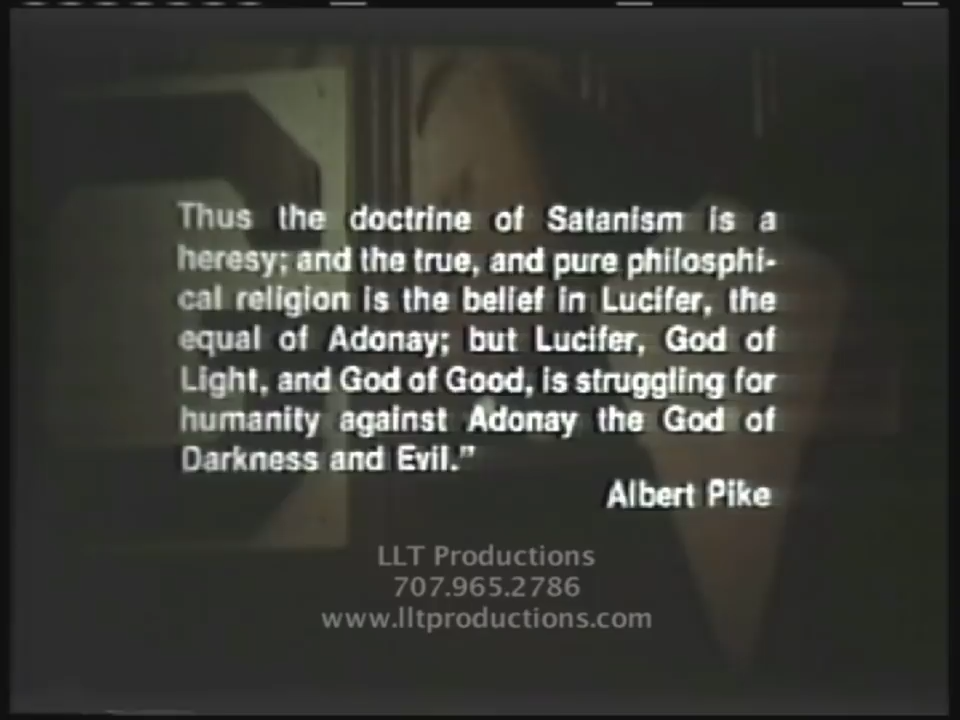 Thus the doctrine of Satanism is a
heresy; and the true, and pure philosphi-
cal religion is the belief in Lucifer, the
equal of Adonay; but Lucifer, God of
Light, and God of Good, is struggling for
humanity against Adonay the God of
Darkness and Evil.”
Albert Pike
LLT Productions
707.965.2786
www.lltproductions.com